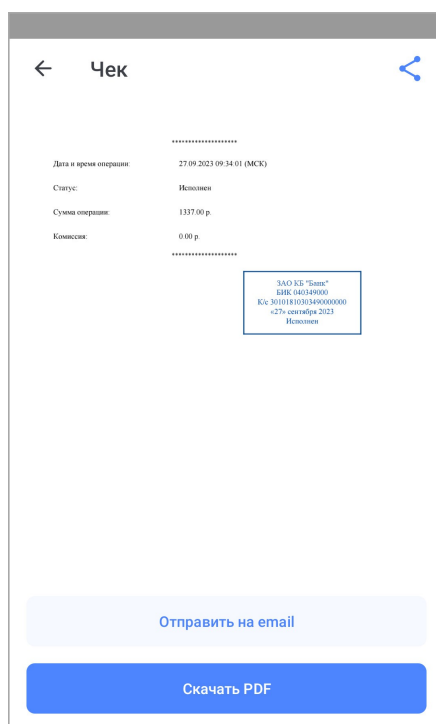 Чек
********************
Дата и время операции: 27.09.2023 09:34:01 (МСК)
Статус: Исполнен
Сумма операции: 1337.00 р.
Комиссия: 0.00 р.
********************
ЗАО КБ "Банк"
БИК 040349000
К/с 30101810303490000000
«27» сентября 2023
Исполнен
Отправить на email
Скачать PDF